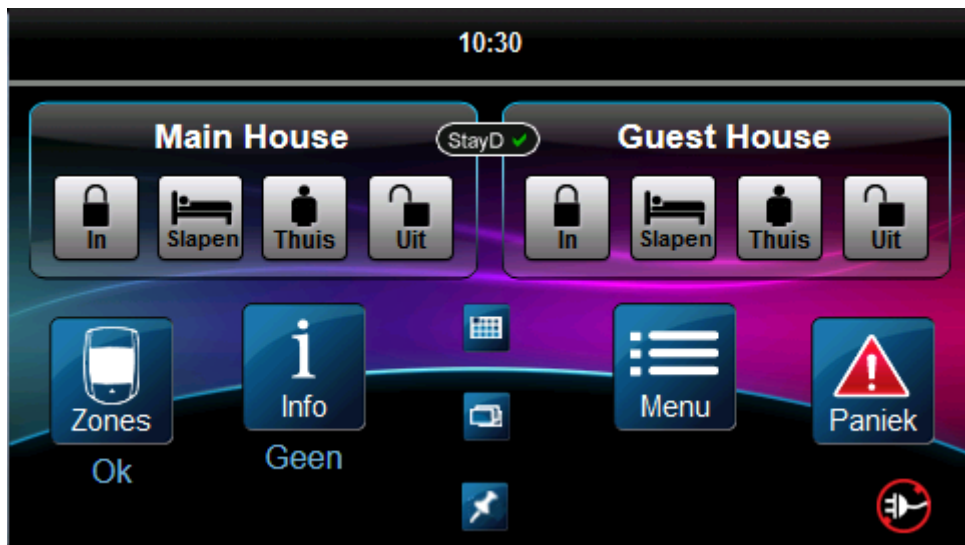 10:30
Main House
StayD
Guest House
In
Slapen
Thuis
Uit
In
Slapen
Thuis
Uit
Zones
Info
Menu
Paniek
Ok
Geen